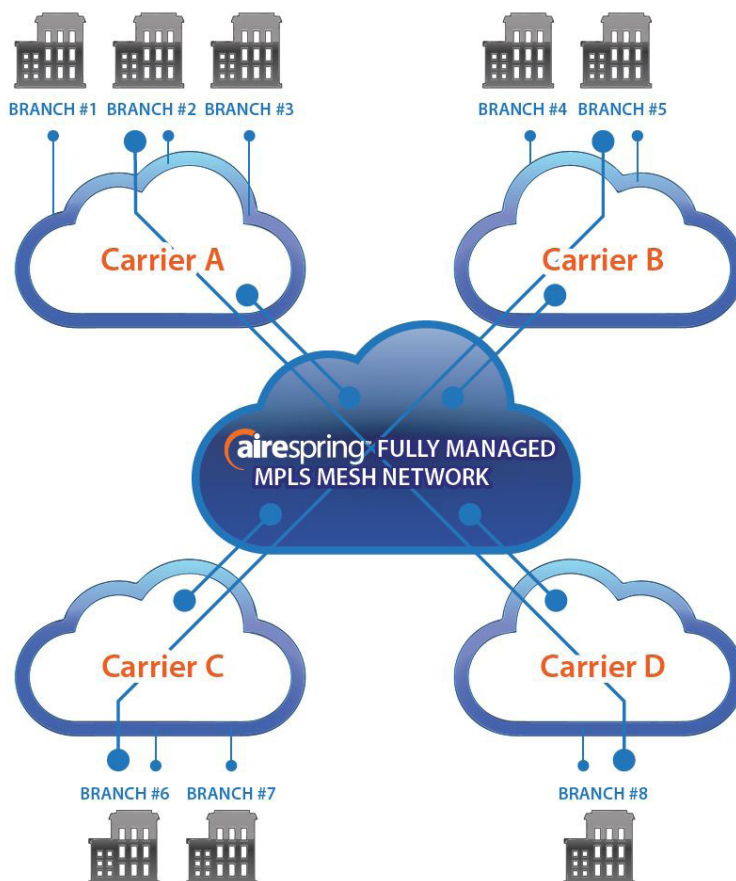 BRANCH #1 BRANCH #2 BRANCH #3
BRANCH #4 BRANCH #5
Carrier A
Carrier B
airespring™ FULLY MANAGED
MPLS MESH NETWORK
Carrier C
Carrier D
BRANCH #6 BRANCH #7
BRANCH #8